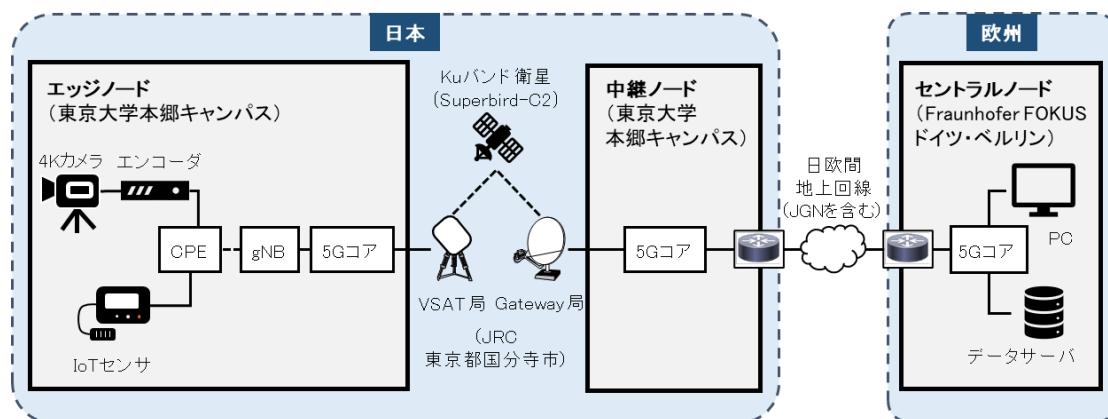 日本
エッジノード
（東京大学本郷キャンパス）
4Kカメラ
エンコーダ
CPE
gNB
5Gコア
IoTセンサ
Kuバンド衛星
(Superbird-C2)
VSAT局
Gateway局
(JRC
東京都国分寺市)
中継ノード
（東京大学
本郷キャンパス）
5Gコア
日欧間
地上回線
(JGNを含む)
欧州
セントラルノード
（Fraunhofer FOKUS
ドイツ・ベルリン）
5Gコア
PC
データサーバ